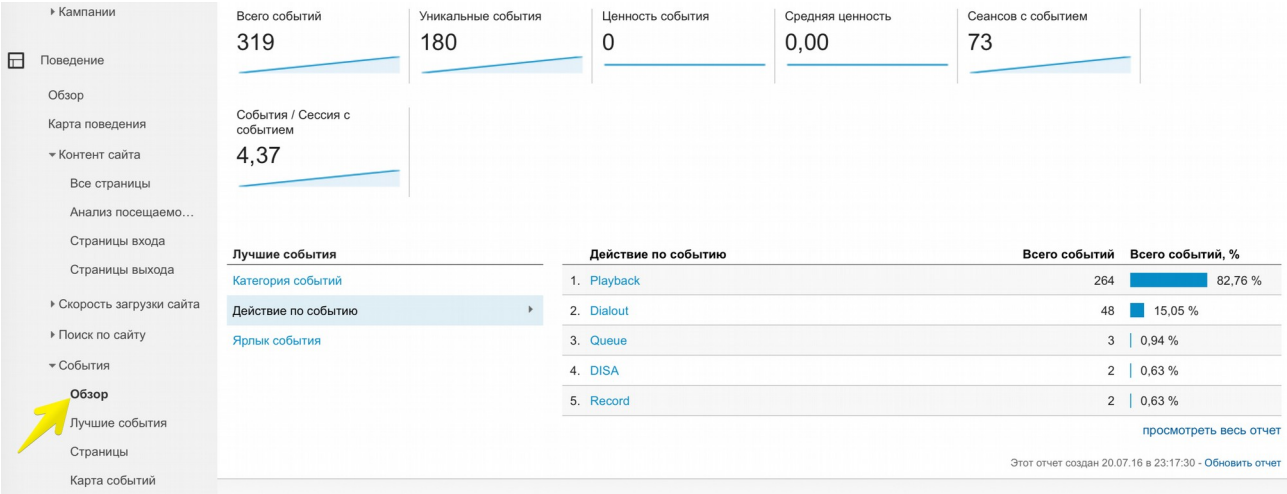 Кампании
Поведение
Обзор
Карта поведения
Контент сайта
Все страницы
Анализ посещаемо…
Страницы входа
Страницы выхода
Скорость загрузки сайта
Поиск по сайту
События
Обзор
Лучшие события
Страницы
Карта событий
Всего событий
319
Уникальные события
180
Ценность события
0
Средняя ценность
0,00
Сеансов с событием
73
События / Сессия с
событием
4,37
Лучшие события
Категория событий
Действие по событию
Ярлык события
Действие по событию Всего событий Всего событий, %
1. Playback 264 82,76 %
2. Dialout 48 15,05 %
3. Queue 3 0,94 %
4. DISA 2 0,63 %
5. Record 2 0,63 %
просмотреть весь отчет
Этот отчет создан 20.07.16 в 23:17:30 - Обновить отчет